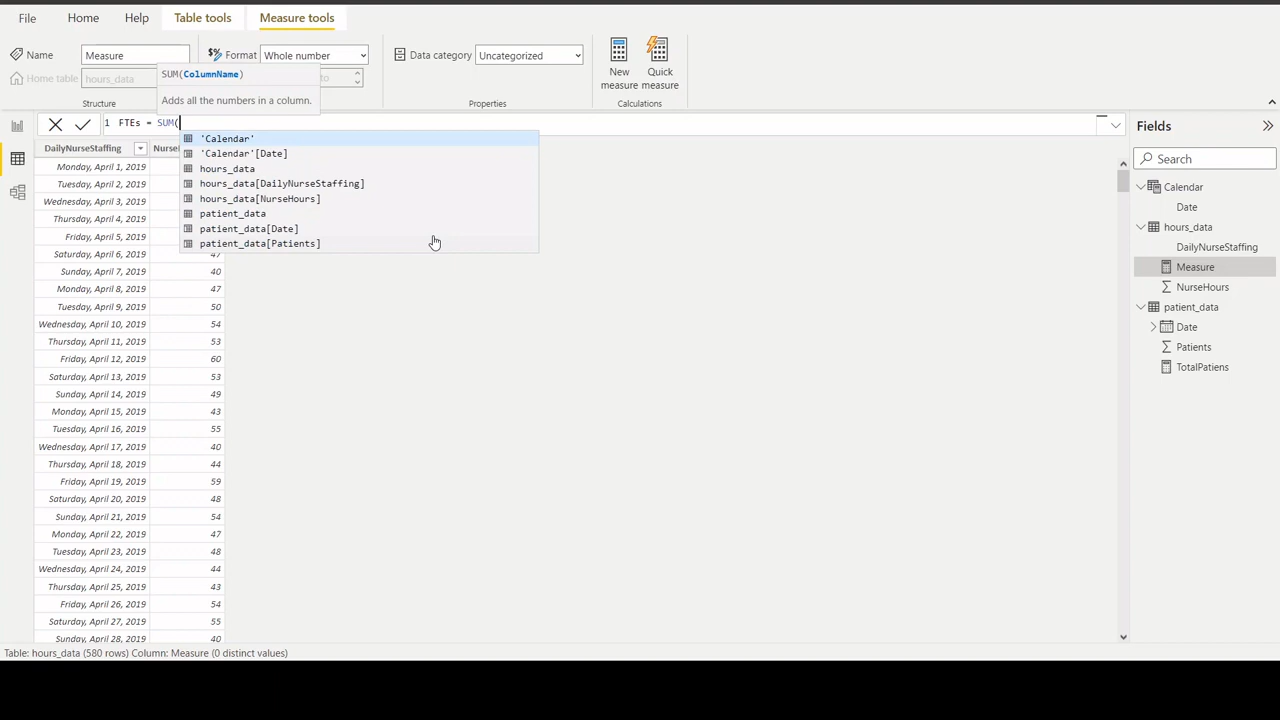 File Home Help Table tools Measure tools
Name Measure Format Whole number Data category Uncategorized New measure Quick measure
Home table hours_data
Structure Properties Calculations
SUM(ColumnName)
Adds all the numbers in a column.
1 FTEs = SUM(
'Calendar'
'Calendar'[Date]
hours_data
hours_data[DailyNurseStaffing]
hours_data[NurseHours]
patient_data
patient_data[Date]
patient_data[Patients]
DailyNurseStaffing
Monday, April 1, 2019
Tuesday, April 2, 2019
Wednesday, April 3, 2019
Thursday, April 4, 2019
Friday, April 5, 2019
Saturday, April 6, 2019 47
Sunday, April 7, 2019 40
Monday, April 8, 2019 47
Tuesday, April 9, 2019 50
Wednesday, April 10, 2019 54
Thursday, April 11, 2019 53
Friday, April 12, 2019 60
Saturday, April 13, 2019 53
Sunday, April 14, 2019 49
Monday, April 15, 2019 43
Tuesday, April 16, 2019 55
Wednesday, April 17, 2019 40
Thursday, April 18, 2019 44
Friday, April 19, 2019 59
Saturday, April 20, 2019 48
Sunday, April 21, 2019 54
Monday, April 22, 2019 47
Tuesday, April 23, 2019 48
Wednesday, April 24, 2019 44
Thursday, April 25, 2019 43
Friday, April 26, 2019 54
Saturday, April 27, 2019 55
Sunday, April 28, 2019 40
Table: hours_data (580 rows) Column: Measure (0 distinct values)
Fields
Search
Calendar
Date
hours_data
DailyNurseStaffing
Measure
NurseHours
patient_data
Date
Patients
TotalPatiens